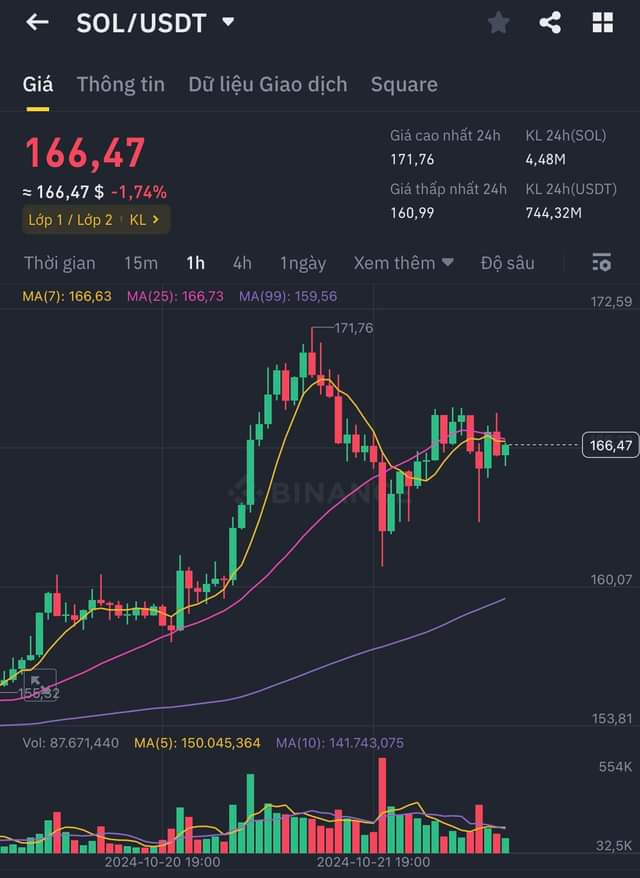 SOL/USDT
Giá Thông tin Dữ liệu Giao dịch Square
166,47
≈ 166,47 $ -1,74%
Lớp 1 / Lớp 2 KL >
Giá cao nhất 24h KL 24h(SOL)
171,76 4,48M
Giá thấp nhất 24h KL 24h(USDT)
160,99 744,32M
Thời gian 15m 1h 4h 1ngày Xem thêm Độ sâu
MA(7): 166,63 MA(25): 166,73 MA(99): 159,56
172,59
171,76
166,47
BINANCE
160,07
155,32
153,81
Vol: 87.671,440 MA(5): 150.045,364 MA(10): 141.743,075
554K
32,5K
2024-10-20 19:00 2024-10-21 19:00